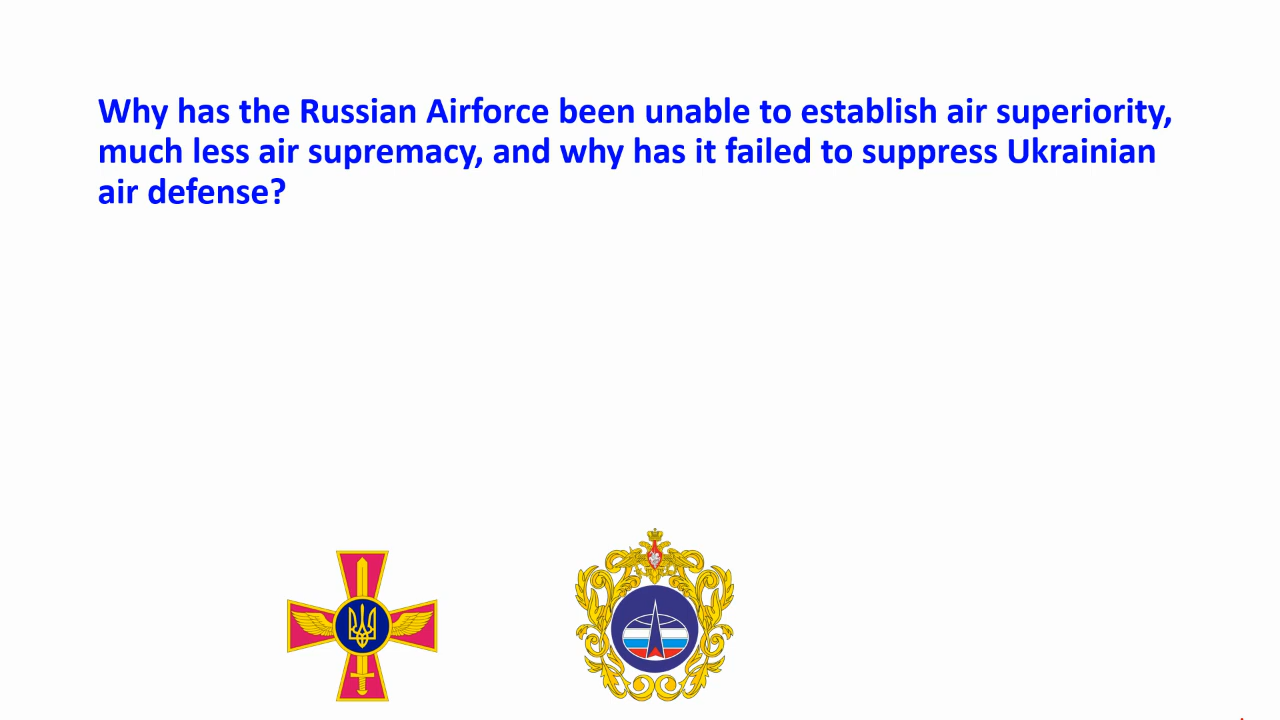 Why has the Russian Airforce been unable to establish air superiority,
much less air supremacy, and why has it failed to suppress Ukrainian
air defense?